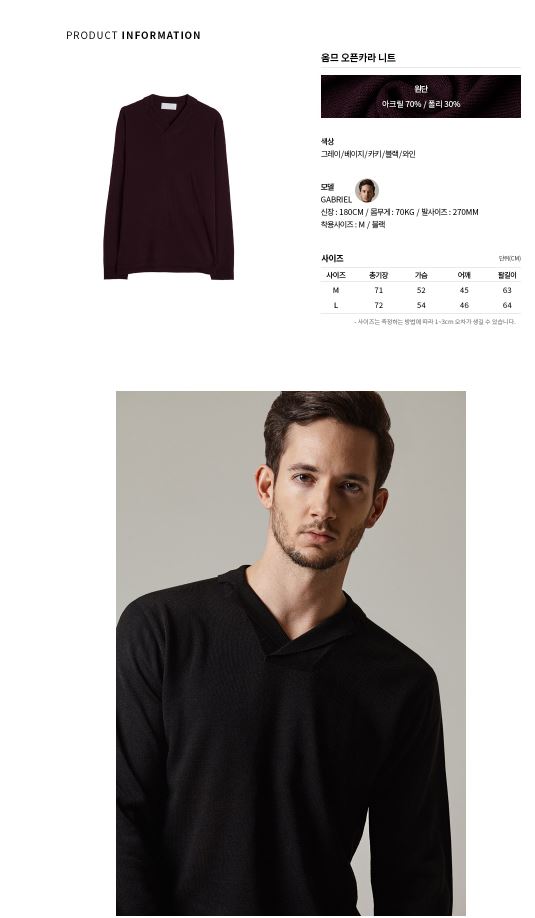 PRODUCT INFORMATION
옴므 오픈카라 니트
원단
아크릴 70% / 폴리 30%
색상
그레이/베이지/카키/블랙/와인
모델
GABRIEL
신장 : 180CM / 몸무게 : 70KG / 발사이즈 : 270MM
착용사이즈 : M / 블랙
사이즈 단위(CM)
사이즈 총기장 가슴 어깨 팔길이
M 71 52 45 63
L 72 54 46 64
- 사이즈는 측정하는 방법에 따라 1~3cm 오차가 생길 수 있습니다.